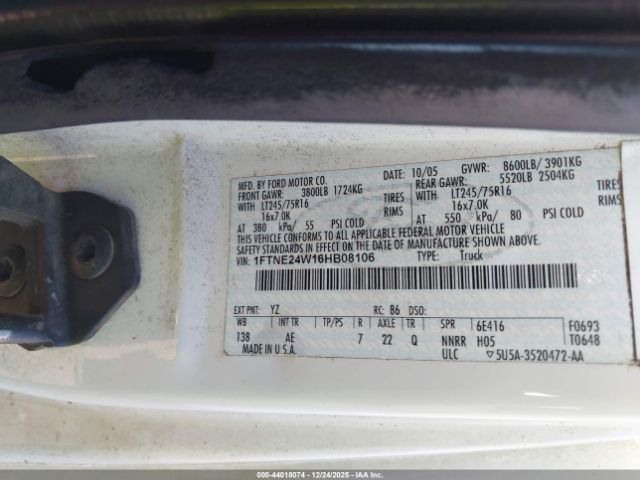 MFD. BY FORD MOTOR CO. DATE: 10/05 GVWR: 8600LB/ 3901KG
FRONT GAWR: 3800LB 1724KG REAR GAWR: 5520LB 2504KG
WITH LT245/75R16 TIRES WITH LT245/75R16 TIRES
16x7.0K RIMS 16x7.0K RIMS
AT 380 kPa/ 55 PSI COLD AT 550 kPa/ 80 PSI COLD
THIS VEHICLE CONFORMS TO ALL APPLICABLE FEDERAL MOTOR VEHICLE
SAFETY STANDARDS IN EFFECT ON THE DATE OF MANUFACTURE SHOWN ABOVE.
VIN: 1FTNE24W16HB08106 TYPE: Truck
EXT PNT: YZ RC: 86 DSO:
WB INT TR TP/PS R AXLE TR SPR 6E416 F0693
138 AE 7 22 Q NNRR H05 T0648
MADE IN U.S.A. ULC 5U5A-3520472-AA
000-44018074 - 12/24/2025 - IAAI.COM